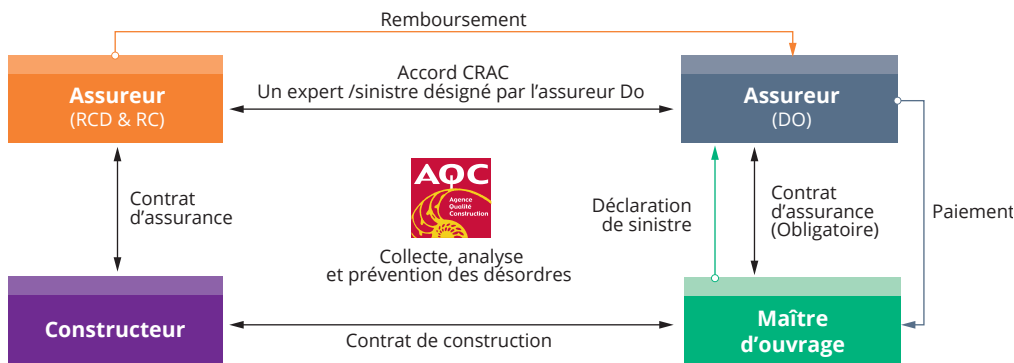 Remboursement
Assureur
(RCD & RC)
Accord CRAC
Un expert /sinistre désigné par l’assureur Do
Assureur
(DO)
Contrat
d’assurance
AQC
Agence
Qualité
Construction
Collecte, analyse
et prévention des désordres
Déclaration
de sinistre
Contrat
d’assurance
(Obligatoire)
Paiement
Constructeur
Contrat de construction
Maître
d’ouvrage